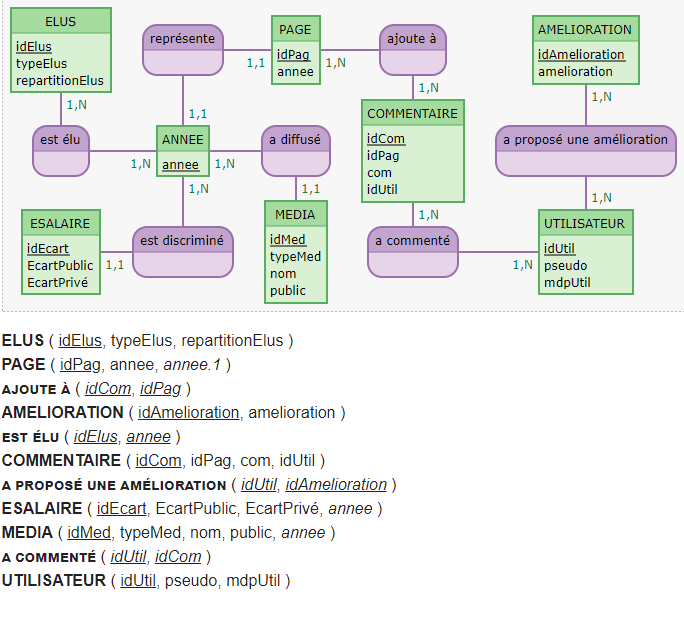 ELUS
idElus
typeElus
repartitionElus
représente
PAGE
idPag
annee
ajoute à
AMELIORATION
idAmelioration
amelioration
1,1
1,N
1,N
1,N
1,N
1,1
est élu
ANNEE
annee
a diffusé
COMMENTAIRE
idCom
idPag
com
idUtil
a proposé une amélioration
1,N
1,N
1,N
1,1
1,N
1,N
ESALAIRE
idEcart
EcartPublic
EcartPrivé
1,1
est discriminé
MEDIA
idMed
typeMed
nom
public
a commenté
1,N
UTILISATEUR
idUtil
pseudo
mdpUtil
ELUS ( idElus, typeElus, repartitionElus )
PAGE ( idPag, annee, annee.1 )
AJOUTE À ( idCom, idPag )
AMELIORATION ( idAmelioration, amelioration )
EST ÉLU ( idElus, annee )
COMMENTAIRE ( idCom, idPag, com, idUtil )
A PROPOSÉ UNE AMÉLIORATION ( idUtil, idAmelioration )
ESALAIRE ( idEcart, EcartPublic, EcartPrivé, annee )
MEDIA ( idMed, typeMed, nom, public, annee )
A COMMENTÉ ( idUtil, idCom )
UTILISATEUR ( idUtil, pseudo, mdpUtil )